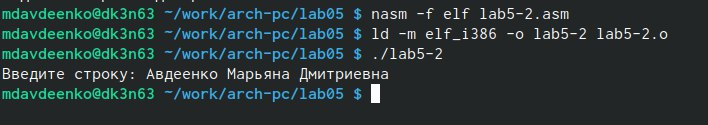 mdavdeenko@dk3n63 ~/work/arch-pc/lab05 $ nasm -f elf lab5-2.asm
mdavdeenko@dk3n63 ~/work/arch-pc/lab05 $ ld -m elf_i386 -o lab5-2 lab5-2.o
mdavdeenko@dk3n63 ~/work/arch-pc/lab05 $ ./lab5-2
Введите строку: Авдеенко Марьяна Дмитриевна
mdavdeenko@dk3n63 ~/work/arch-pc/lab05 $